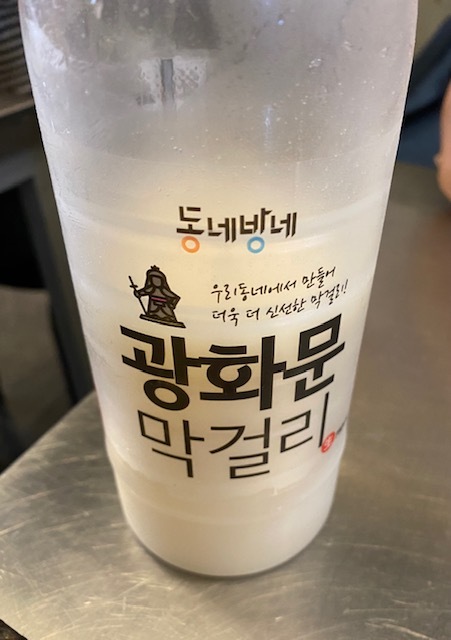 동네방네
우리동네에서 만들어
더욱 더 신선한 막걸리!
광화문
막걸리